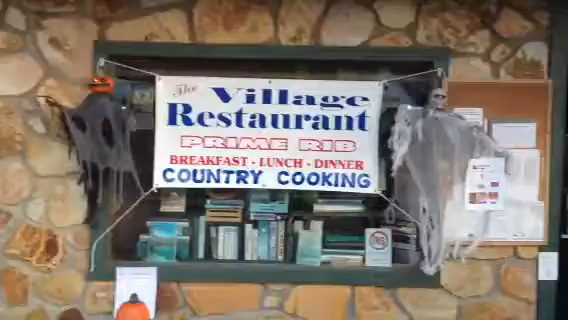 The Village
Restaurant
PRIME RIB
BREAKFAST - LUNCH - DINNER
COUNTRY COOKING